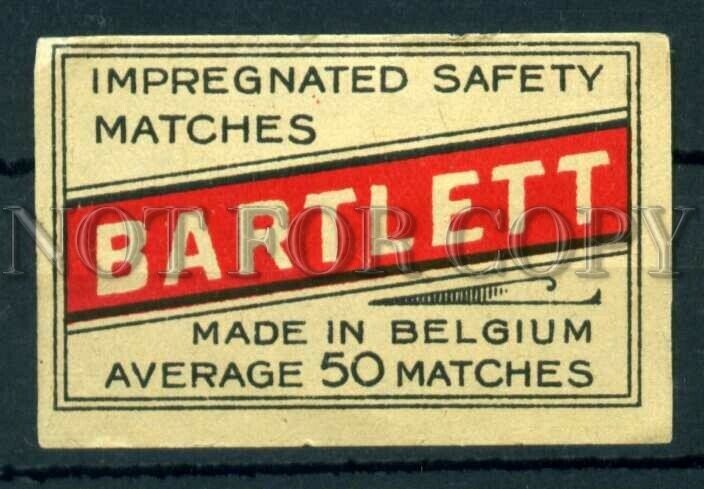 IMPREGNATED SAFETY
MATCHES
BARTLETT
NOT FOR COPY
MADE IN BELGIUM
AVERAGE 50 MATCHES